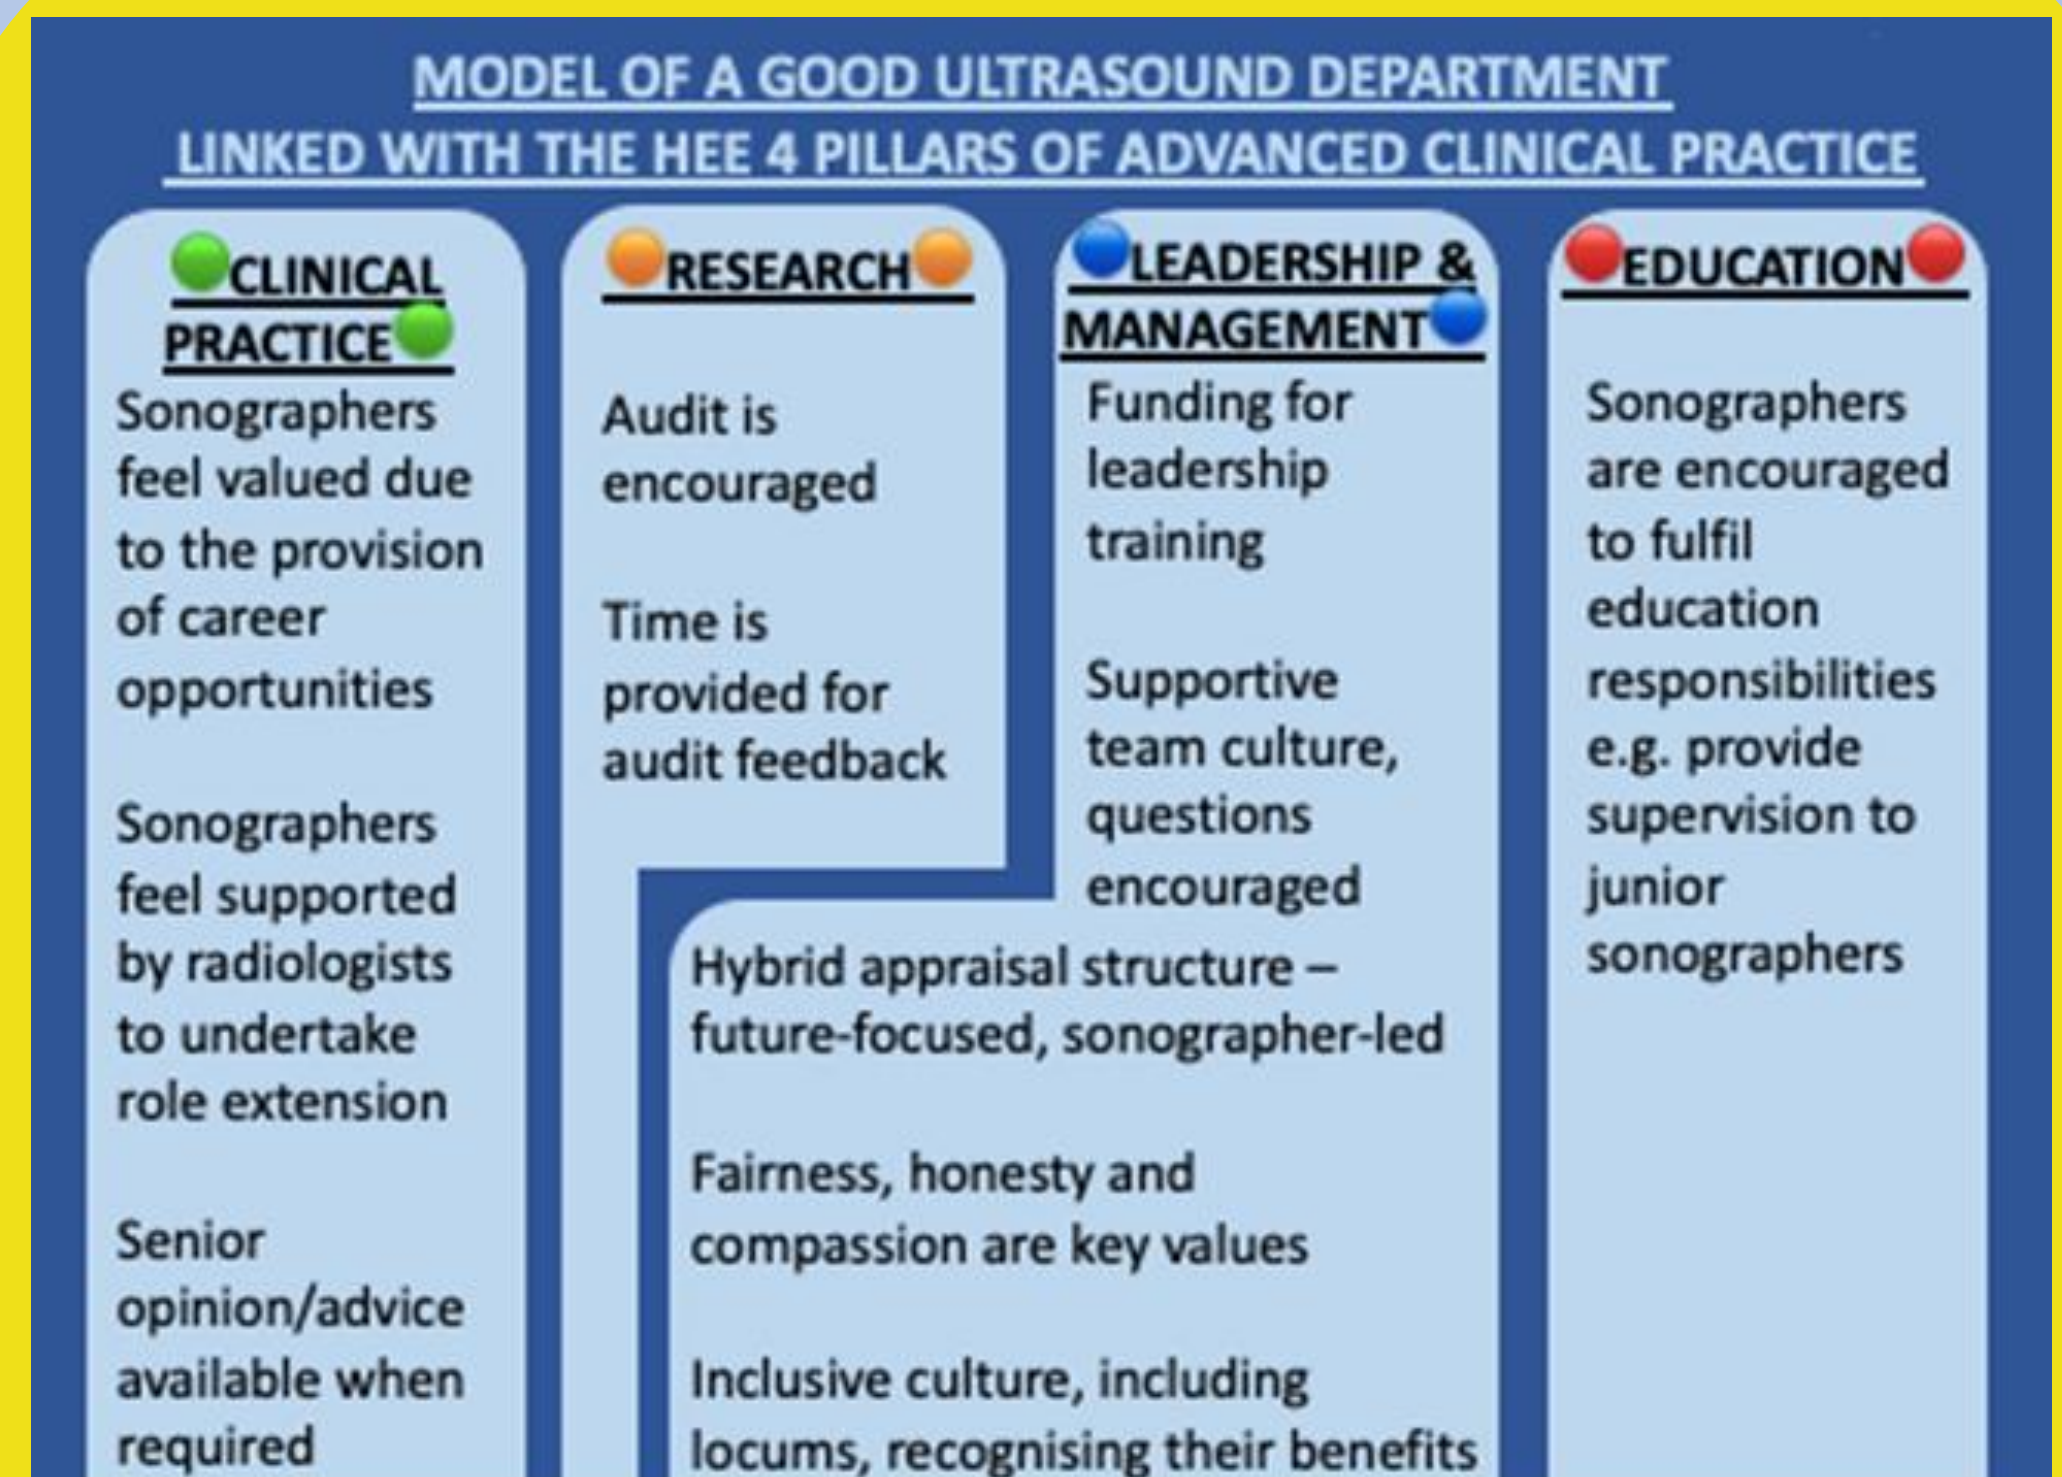 MODEL OF A GOOD ULTRASOUND DEPARTMENT
LINKED WITH THE HEE 4 PILLARS OF ADVANCED CLINICAL PRACTICE
CLINICAL
PRACTICE
Sonographers
feel valued due
to the provision
of career
opportunities
Sonographers
feel supported
by radiologists
to undertake
role extension
Senior
opinion/advice
available when
required
RESEARCH
Audit is
encouraged
Time is
provided for
audit feedback
LEADERSHIP &
MANAGEMENT
Funding for
leadership
training
Supportive
team culture,
questions
encouraged
Hybrid appraisal structure –
future-focused, sonographer-led
Fairness, honesty and
compassion are key values
Inclusive culture, including
locums, recognising their benefits
EDUCATION
Sonographers
are encouraged
to fulfil
education
responsibilities
e.g. provide
supervision to
junior
sonographers